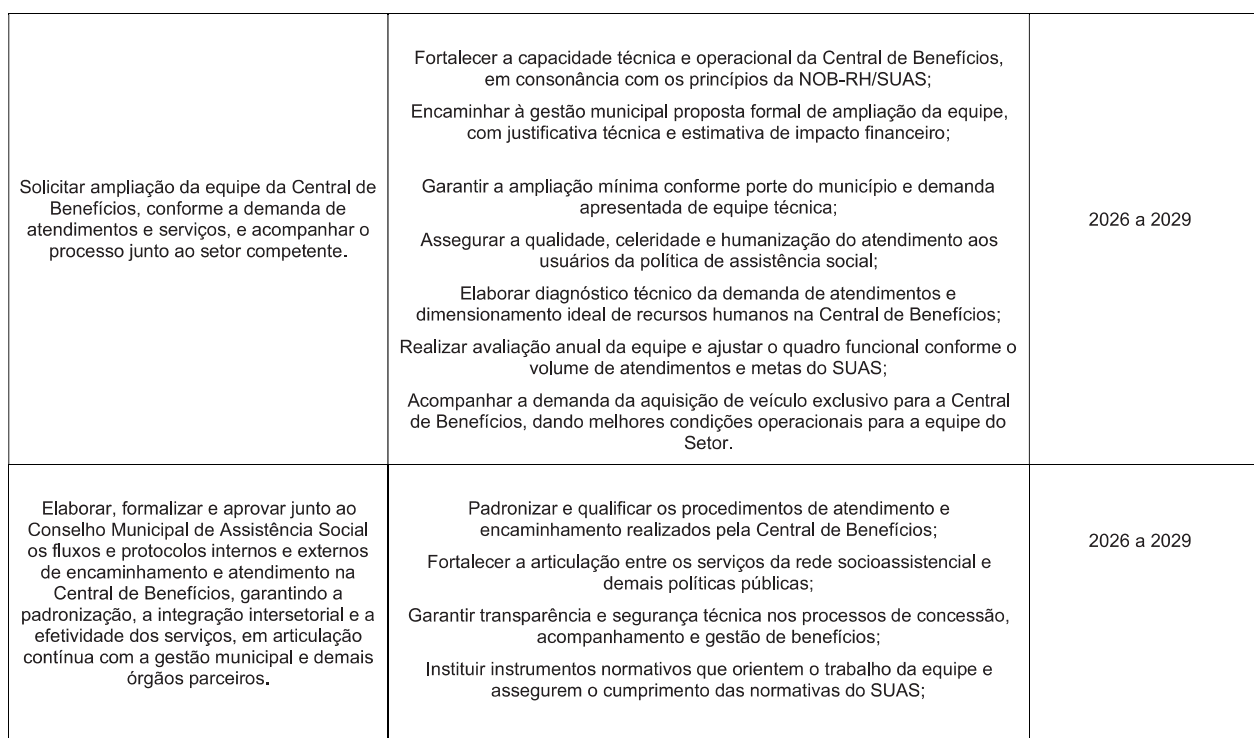 Solicitar ampliação da equipe da Central de
Benefícios, conforme a demanda de
atendimentos e serviços, e acompanhar o
processo junto ao setor competente.
Fortalecer a capacidade técnica e operacional da Central de Benefícios,
em consonância com os princípios da NOB-RH/SUAS;
Encaminhar à gestão municipal proposta formal de ampliação da equipe,
com justificativa técnica e estimativa de impacto financeiro;
Garantir a ampliação mínima conforme porte do município e demanda
apresentada de equipe técnica;
Assegurar a qualidade, celeridade e humanização do atendimento aos
usuários da política de assistência social;
Elaborar diagnóstico técnico da demanda de atendimentos e
dimensionamento ideal de recursos humanos na Central de Benefícios;
Realizar avaliação anual da equipe e ajustar o quadro funcional conforme o
volume de atendimentos e metas do SUAS;
Acompanhar a demanda da aquisição de veículo exclusivo para a Central
de Benefícios, dando melhores condições operacionais para a equipe do
Setor.
2026 a 2029
Elaborar, formalizar e aprovar junto ao
Conselho Municipal de Assistência Social
os fluxos e protocolos internos e externos
de encaminhamento e atendimento na
Central de Benefícios, garantindo a
padronização, a integração intersetorial e a
efetividade dos serviços, em articulação
contínua com a gestão municipal e demais
órgãos parceiros.
Padronizar e qualificar os procedimentos de atendimento e
encaminhamento realizados pela Central de Benefícios;
Fortalecer a articulação entre os serviços da rede socioassistencial e
demais políticas públicas;
Garantir transparência e segurança técnica nos processos de concessão,
acompanhamento e gestão de benefícios;
Instituir instrumentos normativos que orientem o trabalho da equipe e
assegurem o cumprimento das normativas do SUAS;
2026 a 2029